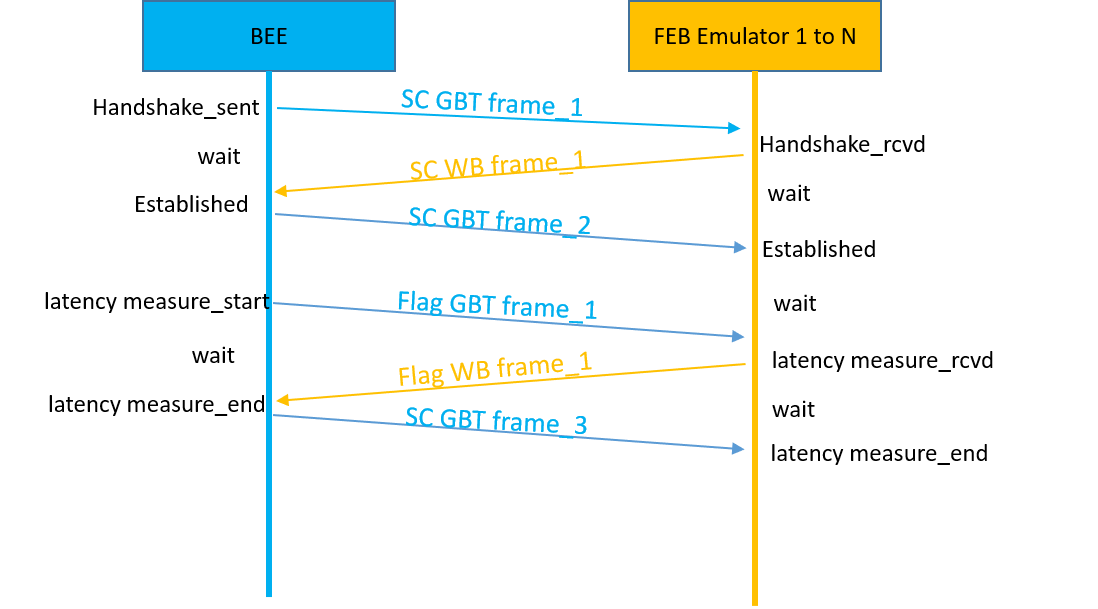 BEE
FEB Emulator 1 to N
Handshake_sent
SC GBT frame_1
Handshake_rcvd
wait
SC WB frame_1
wait
Established
SC GBT frame_2
Established
latency measure_start
Flag GBT frame_1
wait
wait
Flag WB frame_1
latency measure_rcvd
latency measure_end
wait
SC GBT frame_3
latency measure_end